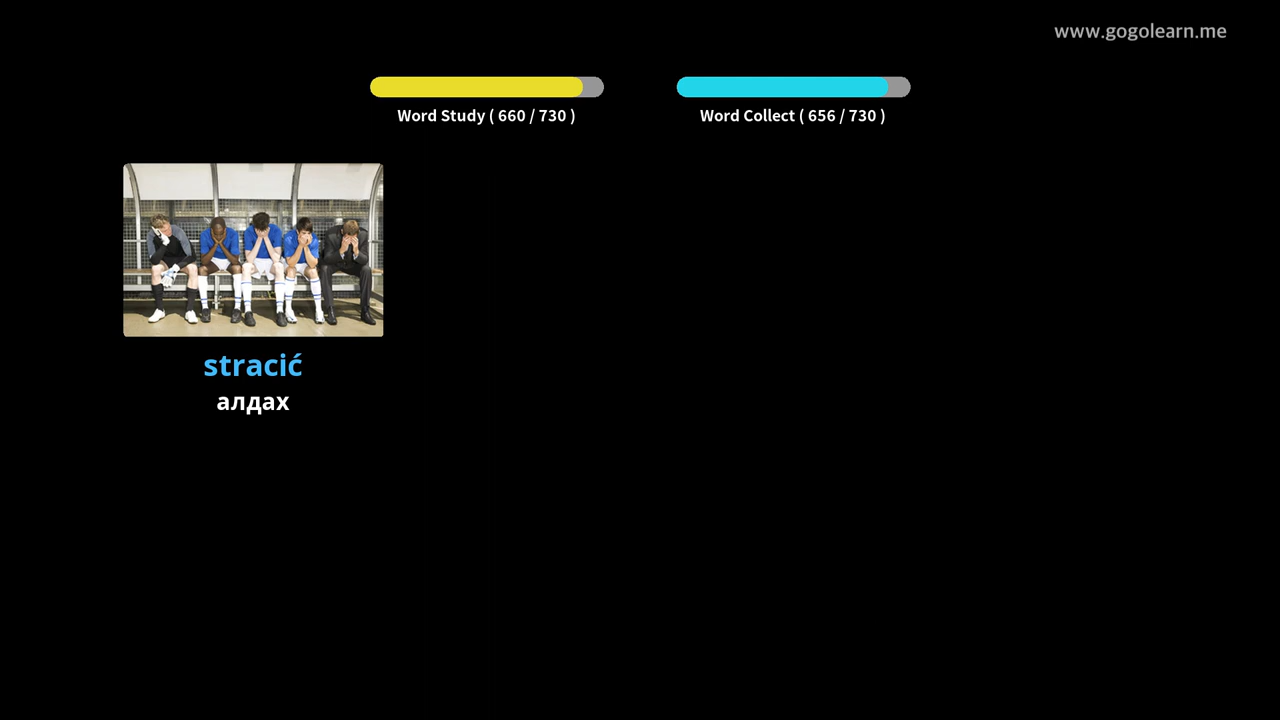 www.gogolearn.me
Word Study ( 660 / 730 )
Word Collect ( 656 / 730 )
stracić
алдах